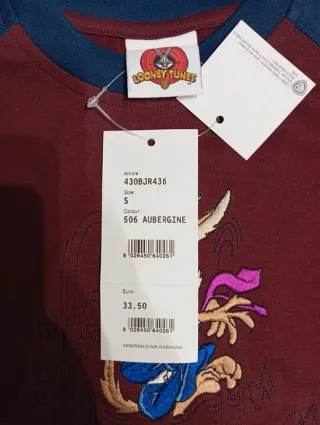 LOONEY TUNES
Article
430BJR436
Size
S
Colour
506 AUBERGINE
8 026450 640261
Euro
33,50
8 026450 640261